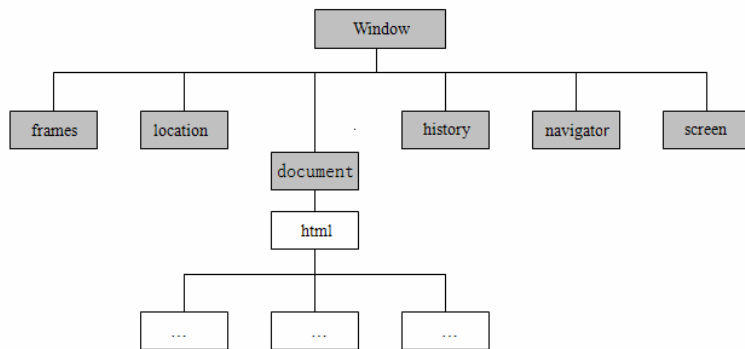 Window
frames
location
history
navigator
screen
document
html
...
...
...